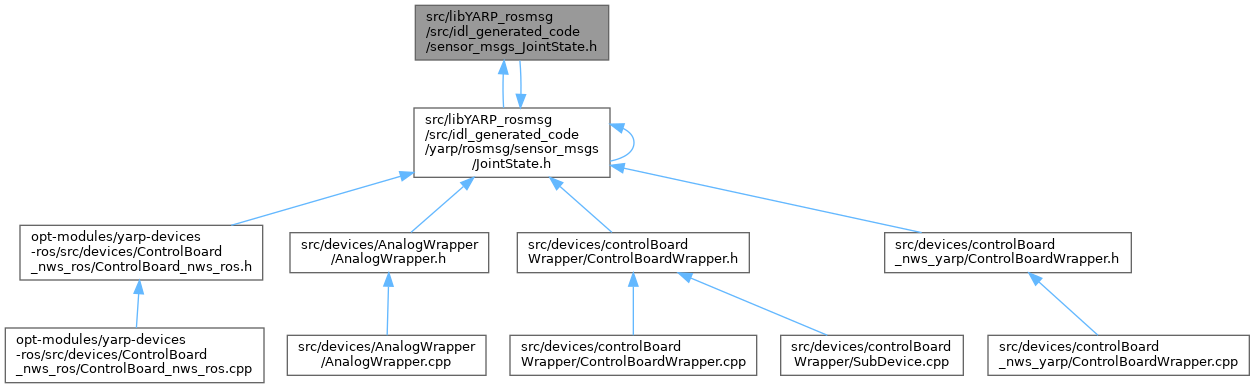 src/libYARP_rosmsg
/src/idl_generated_code
/sensor_msgs_JointState.h
src/libYARP_rosmsg
/src/idl_generated_code
/yarp/rosmsg/sensor_msgs
/JointState.h
opt-modules/yarp-devices
-ros/src/devices/ControlBoard
_nws_ros/ControlBoard_nws_ros.h
src/devices/AnalogWrapper
/AnalogWrapper.h
src/devices/controlBoard
Wrapper/ControlBoardWrapper.h
src/devices/controlBoard
_nws_yarp/ControlBoardWrapper.h
opt-modules/yarp-devices
-ros/src/devices/ControlBoard
_nws_ros/ControlBoard_nws_ros.cpp
src/devices/AnalogWrapper
/AnalogWrapper.cpp
src/devices/controlBoard
Wrapper/ControlBoardWrapper.cpp
src/devices/controlBoard
Wrapper/SubDevice.cpp
src/devices/controlBoard
_nws_yarp/ControlBoardWrapper.cpp